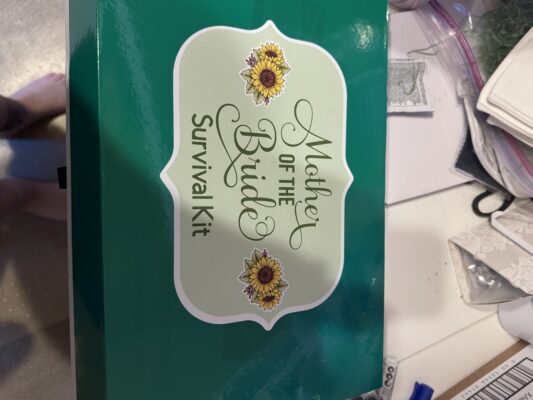 Mother
OF THE
Bride
Survival Kit